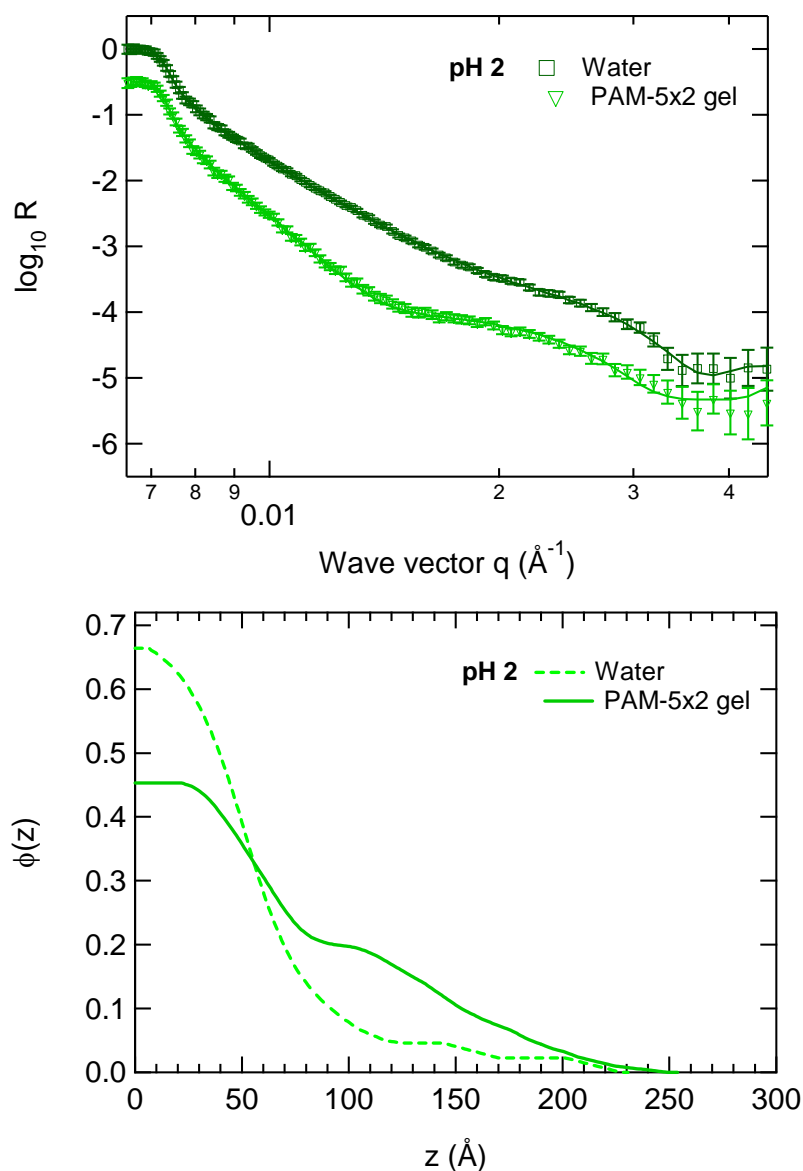 pH 2 Water
PAM-5x2 gel
log10 R
0
-1
-2
-3
-4
-5
-6
7 8 9 2 3 4
0.01
Wave vector q (Å-1)
pH 2 Water
PAM-5x2 gel
ϕ(z)
0.7
0.6
0.5
0.4
0.3
0.2
0.1
0.0
0 50 100 150 200 250 300
z (Å)